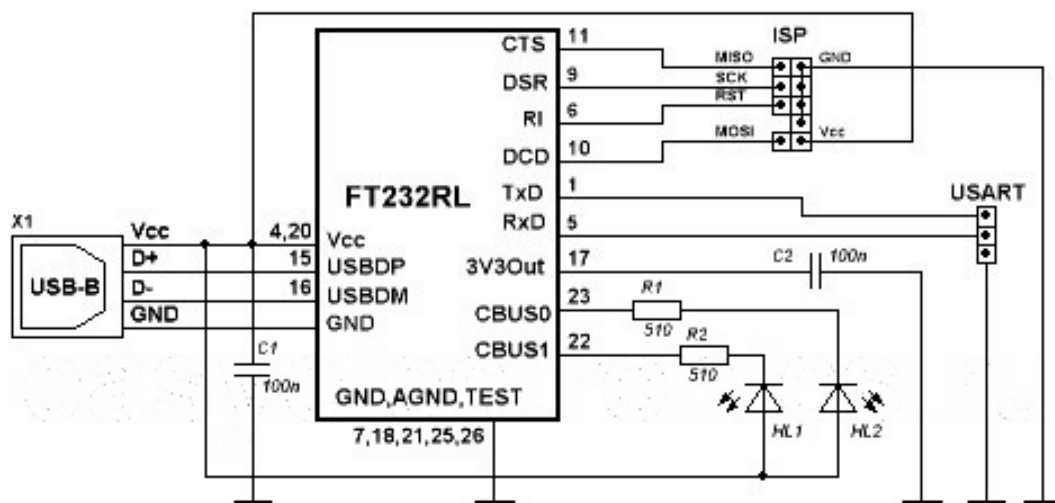 CTS 11 MISO ISP GND
DSR 9 SCK
RI 6 RST
DCD 10 MOSI Vcc
FT232RL TxD 1 USART
RxD 5
X1 Vcc 4,20 Vcc
D+ 15 USBDP 3V3Out 17 C2 100n
USB-B D- 16 USBDM CBUS0 23 R1 510
GND GND
CBUS1 22 R2 510
C1 100n
GND,AGND,TEST
7,18,21,25,26
HL1 HL2